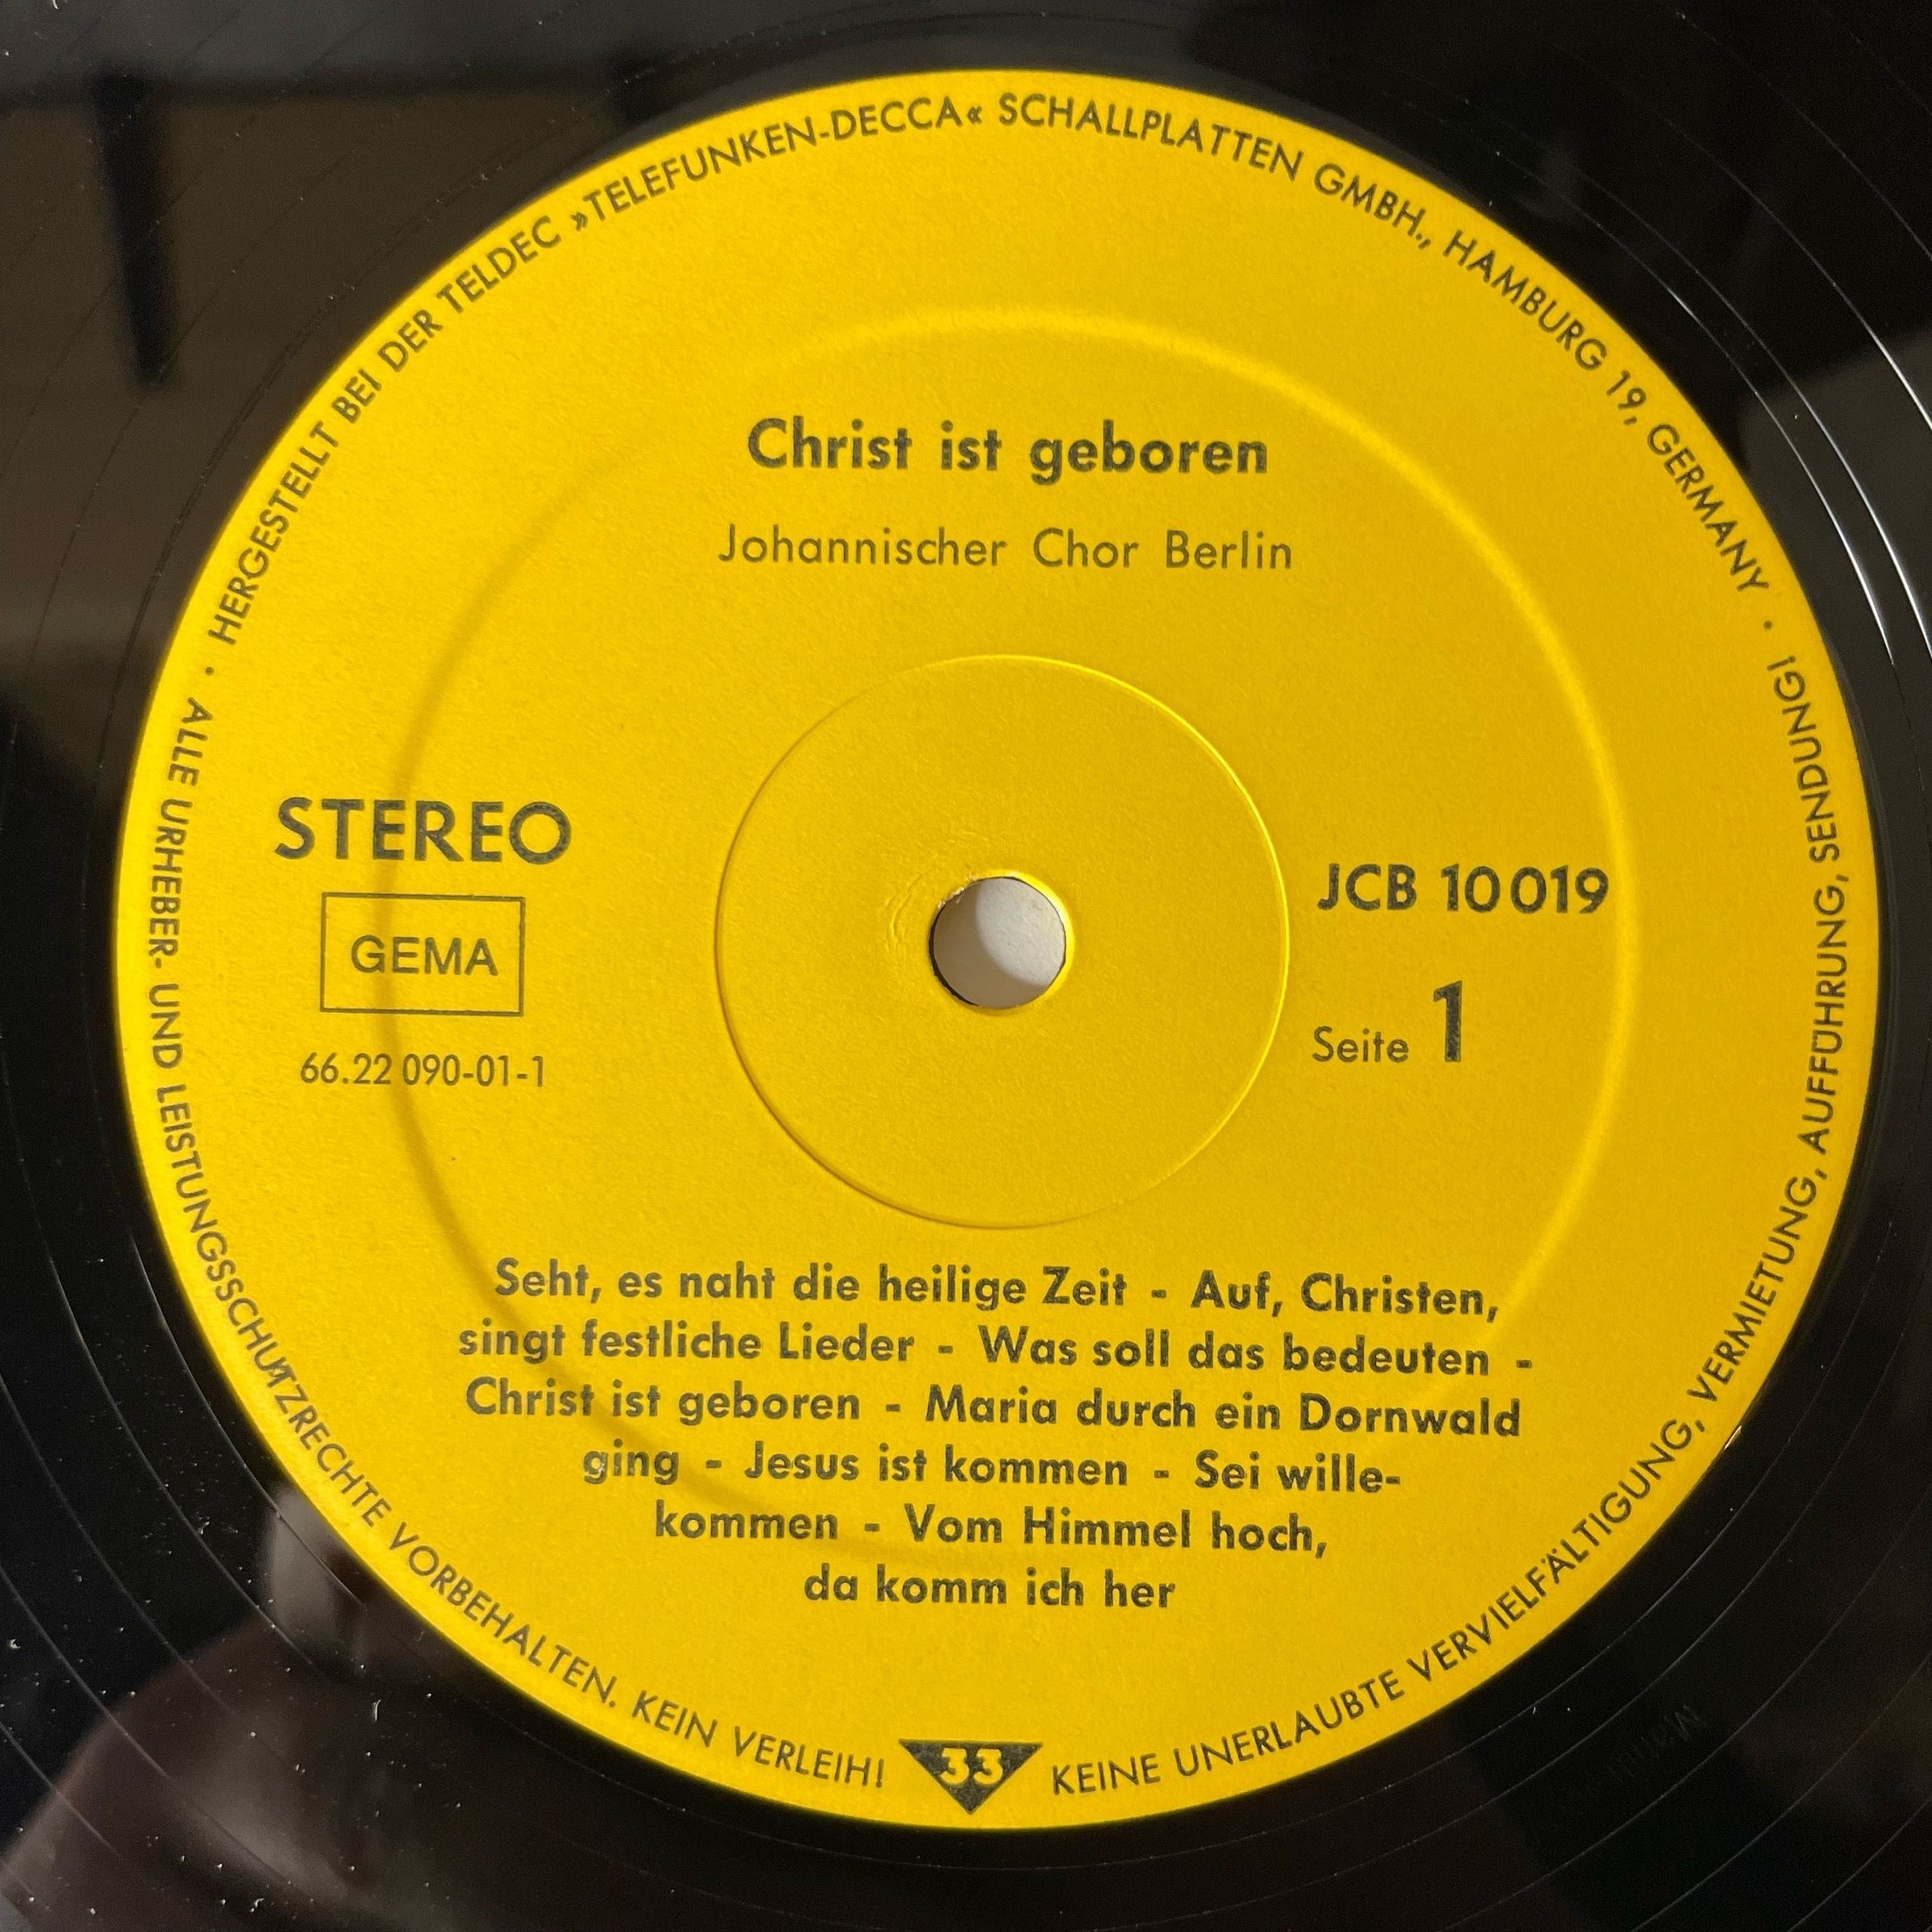 HERGESTELLT BEI DER TELDEC »TELEFUNKEN-DECCA« SCHALLPLATTEN GMBH., HAMBURG 19, GERMANY ·
Christ ist geboren
Johannischer Chor Berlin
STEREO
GEMA
66.22 090-01-1
JCB 10 019
Seite 1
Seht, es naht die heilige Zeit - Auf, Christen,
singt festliche Lieder - Was soll das bedeuten -
Christ ist geboren - Maria durch ein Dornwald
ging - Jesus ist kommen - Sei wille-
kommen - Vom Himmel hoch,
da komm ich her
· ALLE URHEBER- UND LEISTUNGSSCHUTZRECHTE VORBEHALTEN. KEIN VERLEIH!
33
KEINE UNERLAUBTE VERVIELFÄLTIGUNG, VERMIETUNG, AUFFÜHRUNG, SENDUNG!